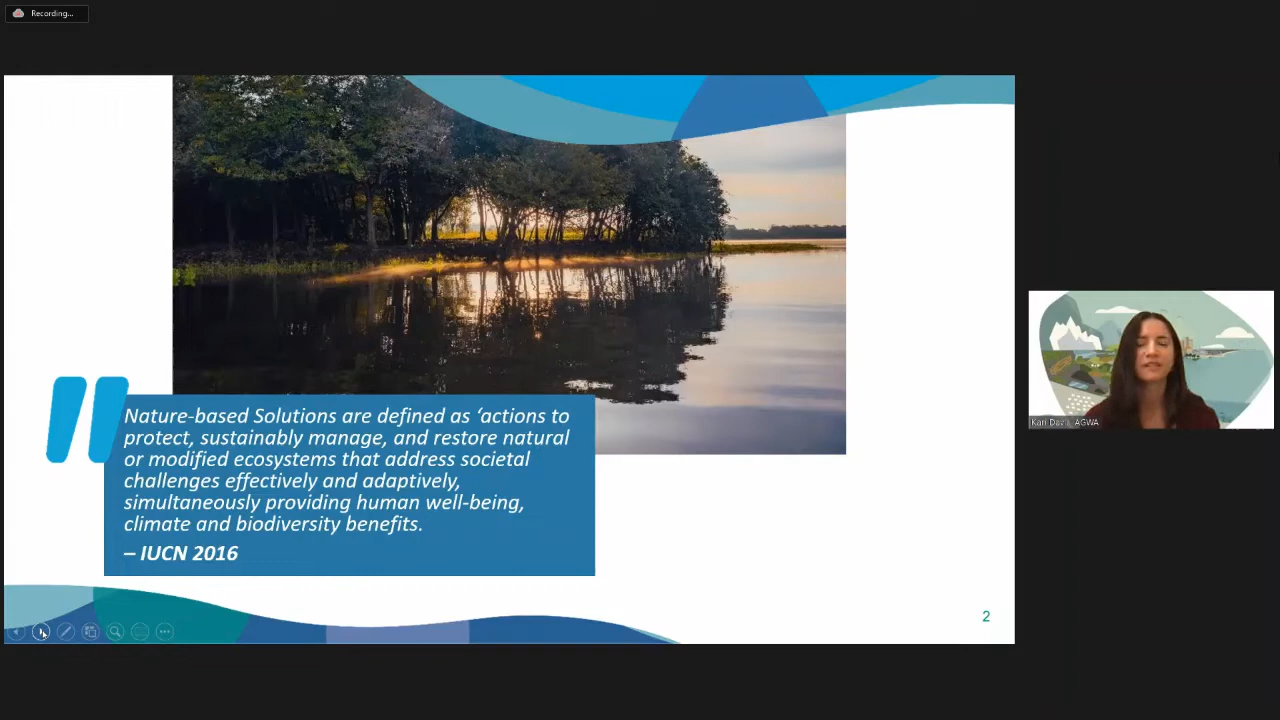 Recording...
Nature-based Solutions are defined as ‘actions to
protect, sustainably manage, and restore natural
or modified ecosystems that address societal
challenges effectively and adaptively,
simultaneously providing human well-being,
climate and biodiversity benefits.
– IUCN 2016
2
Kari Davis, AGWA